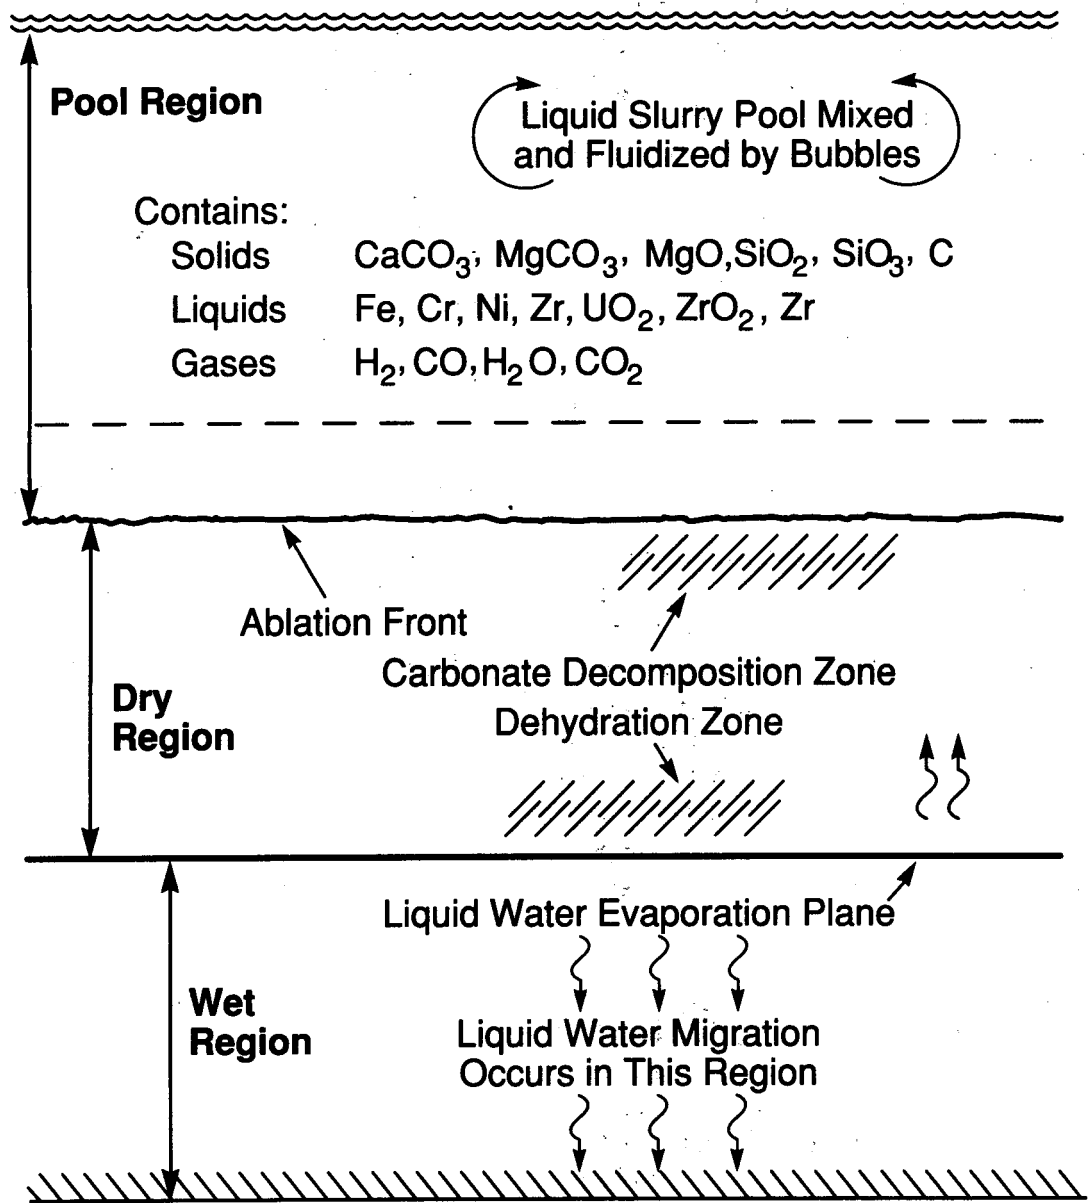 Pool Region
Liquid Slurry Pool Mixed
and Fluidized by Bubbles
Contains:
Solids CaCO₃, MgCO₃, MgO,SiO₂, SiO₃, C
Liquids Fe, Cr, Ni, Zr, UO₂, ZrO₂, Zr
Gases H₂, CO, H₂O, CO₂
Ablation Front
Carbonate Decomposition Zone
Dry
Region
Dehydration Zone
Liquid Water Evaporation Plane
Wet
Region
Liquid Water Migration
Occurs in This Region